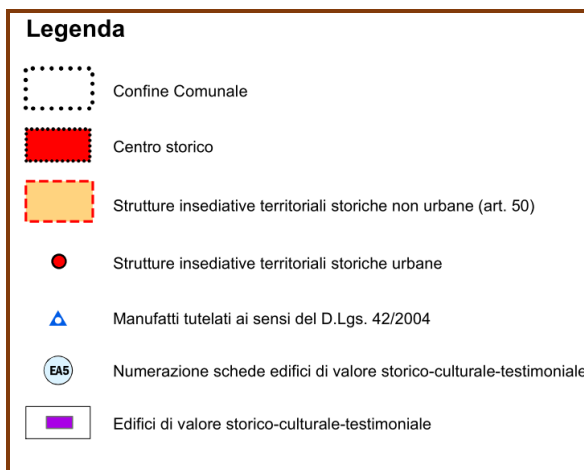 Legenda
Confine Comunale
Centro storico
Strutture insediative territoriali storiche non urbane (art. 50)
Strutture insediative territoriali storiche urbane
Manufatti tutelati ai sensi del D.Lgs. 42/2004
EA5 Numerazione schede edifici di valore storico-culturale-testimoniale
Edifici di valore storico-culturale-testimoniale